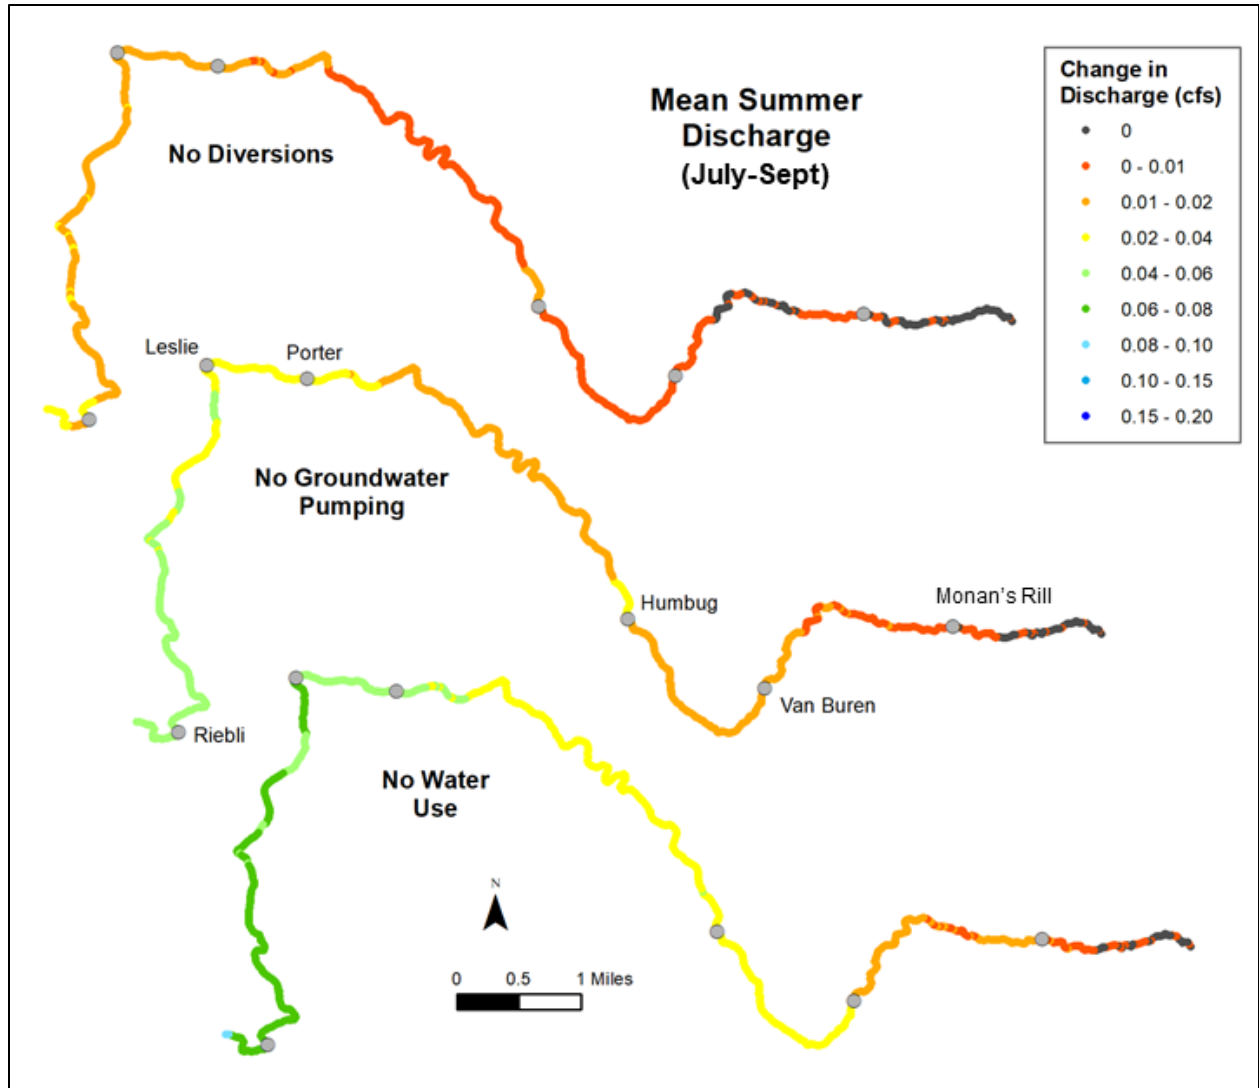 Mean Summer
Discharge
(July-Sept)
Change in
Discharge (cfs)
0
0 - 0.01
0.01 - 0.02
0.02 - 0.04
0.04 - 0.06
0.06 - 0.08
0.08 - 0.10
0.10 - 0.15
0.15 - 0.20
No Diversions
Leslie
Porter
No Groundwater
Pumping
Humbug
Monan's Rill
Van Buren
Riebli
No Water
Use
N
0 0.5 1 Miles